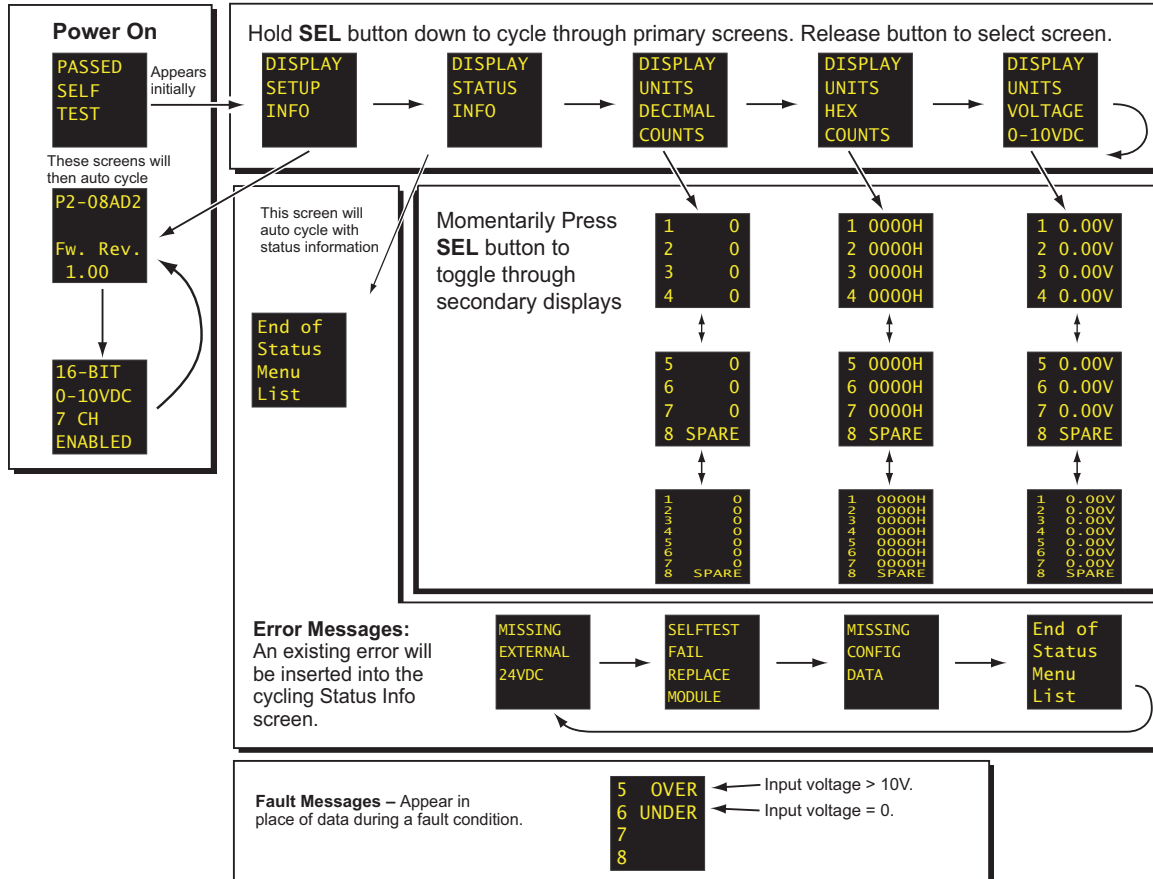 Power On
PASSED
SELF
TEST
Appears
initially
These screens will
then auto cycle
P2-08AD2
Fw. Rev.
1.00
16-BIT
0-10VDC
7 CH
ENABLED
Hold SEL button down to cycle through primary screens. Release button to select screen.
DISPLAY
SETUP
INFO
DISPLAY
STATUS
INFO
DISPLAY
UNITS
DECIMAL
COUNTS
DISPLAY
UNITS
HEX
COUNTS
DISPLAY
UNITS
VOLTAGE
0-10VDC
This screen will
auto cycle with
status information
End of
Status
Menu
List
Momentarily Press
SEL button to
toggle through
secondary displays
1 0
2 0
3 0
4 0
5 0
6 0
7 0
8 SPARE
1 0
2 0
3 0
4 0
5 0
6 0
7 0
8 SPARE
1 0000H
2 0000H
3 0000H
4 0000H
5 0000H
6 0000H
7 0000H
8 SPARE
1 0000H
2 0000H
3 0000H
4 0000H
5 0000H
6 0000H
7 0000H
8 SPARE
1 0.00V
2 0.00V
3 0.00V
4 0.00V
5 0.00V
6 0.00V
7 0.00V
8 SPARE
1 0.00V
2 0.00V
3 0.00V
4 0.00V
5 0.00V
6 0.00V
7 0.00V
8 SPARE
Error Messages:
An existing error will
be inserted into the
cycling Status Info
screen.
MISSING
EXTERNAL
24VDC
SELFTEST
FAIL
REPLACE
MODULE
MISSING
CONFIG
DATA
End of
Status
Menu
List
Fault Messages – Appear in
place of data during a fault condition.
5 OVER
6 UNDER
7
8
Input voltage > 10V.
Input voltage = 0.